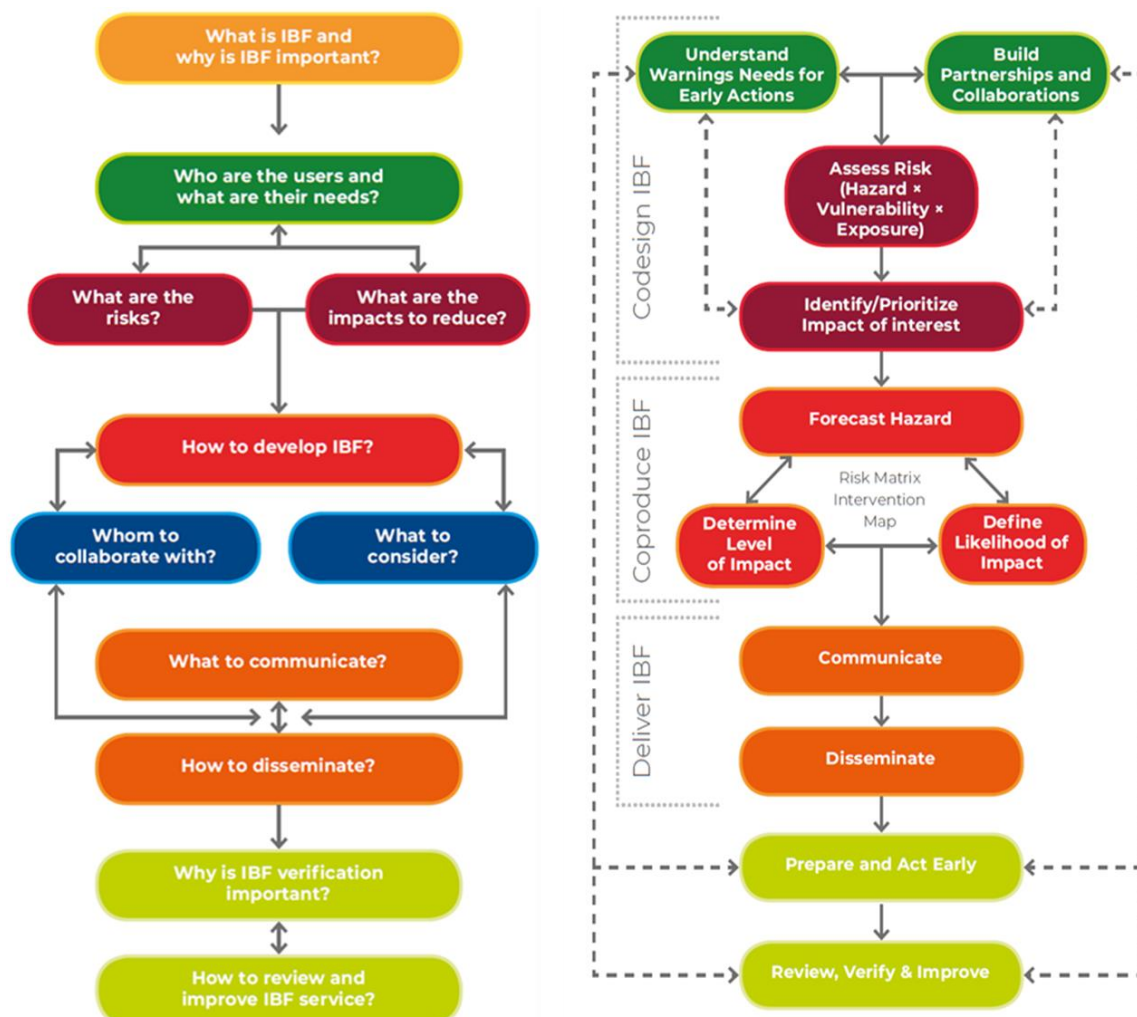 What is IBF and
why is IBF important?
Who are the users and
what are their needs?
What are the
risks?
What are the
impacts to reduce?
How to develop IBF?
Whom to
collaborate with?
What to
consider?
What to communicate?
How to disseminate?
Why is IBF verification
important?
How to review and
improve IBF service?
Codesign IBF
Understand
Warnings Needs for
Early Actions
Build
Partnerships and
Collaborations
Assess Risk
(Hazard ×
Vulnerability ×
Exposure)
Identify/Prioritize
Impact of interest
Coproduce IBF
Forecast Hazard
Risk Matrix
Intervention
Map
Determine
Level
of Impact
Define
Likelihood of
Impact
Deliver IBF
Communicate
Disseminate
Prepare and Act Early
Review, Verify & Improve